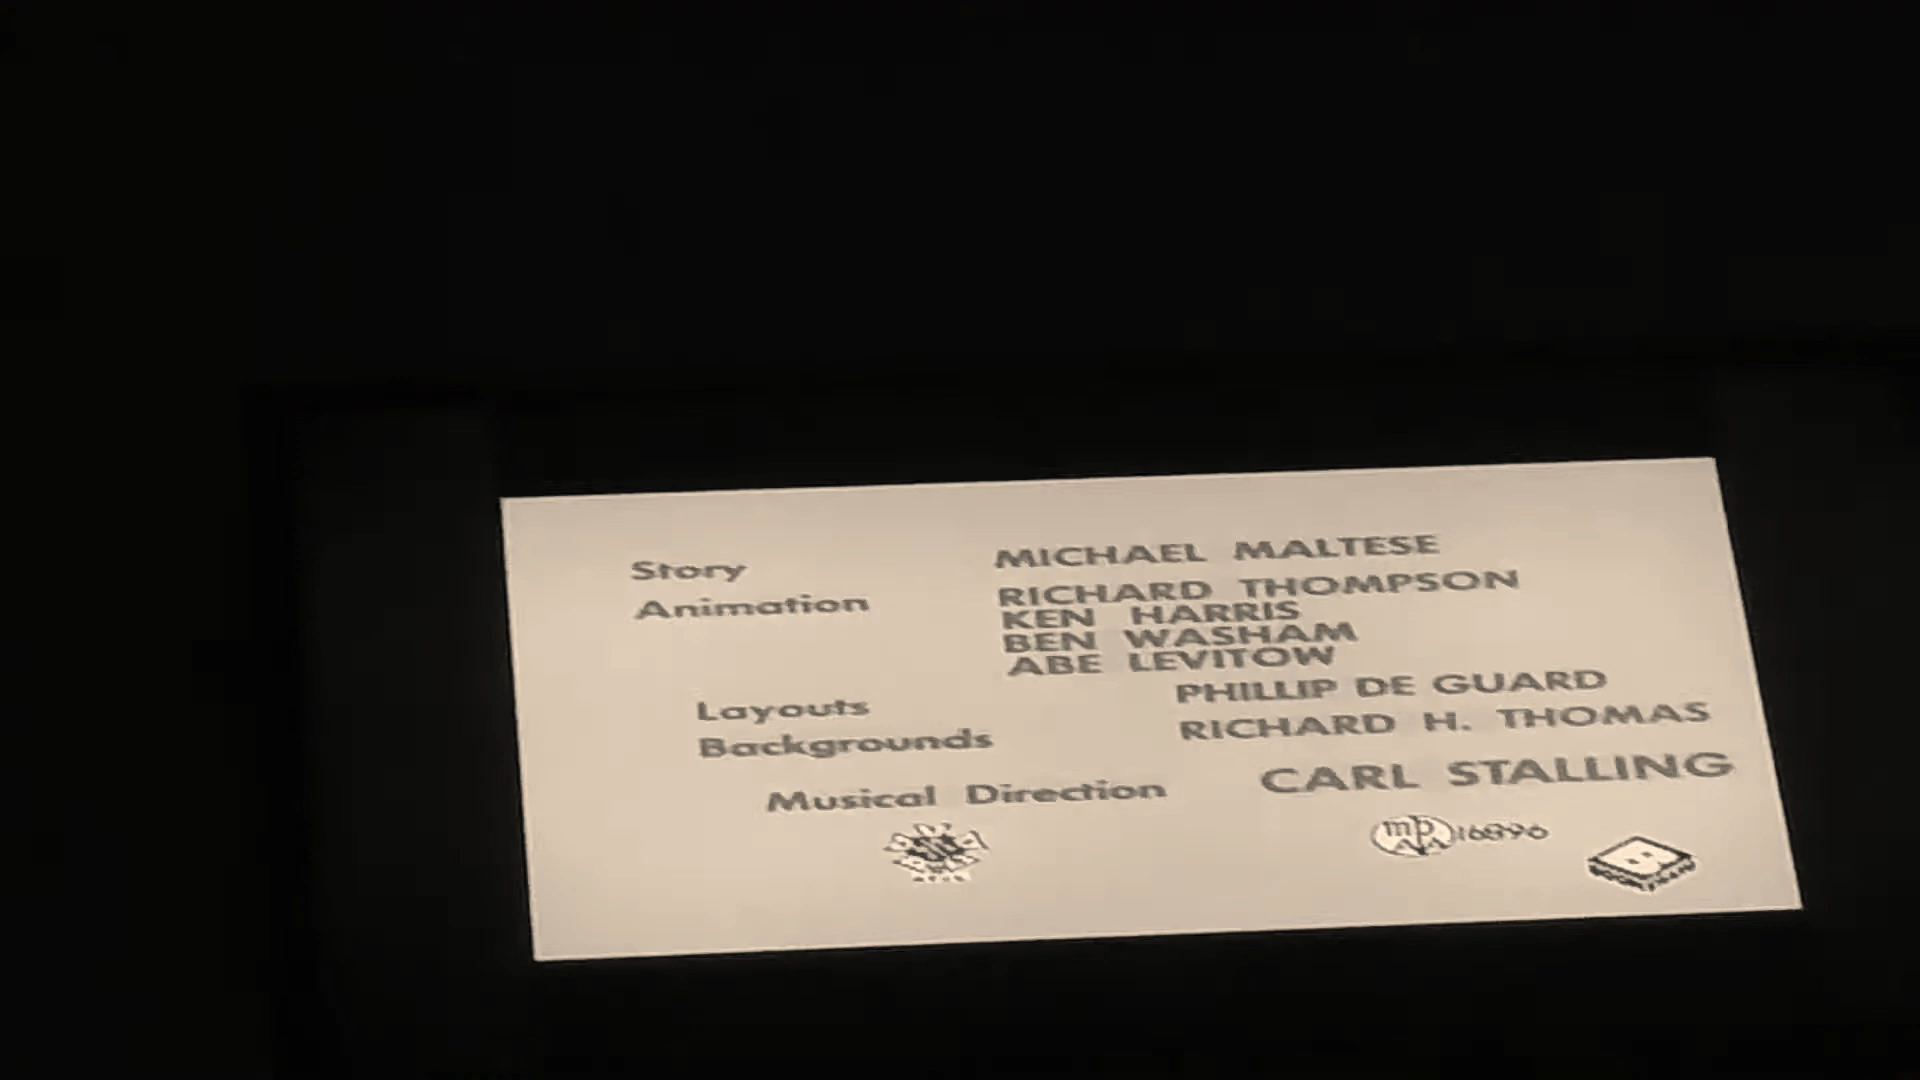 Story MICHAEL MALTESE
Animation RICHARD THOMPSON
KEN HARRIS
BEN WASHAM
ABE LEVITOW
Layouts PHILLIP DE GUARD
Backgrounds RICHARD H. THOMAS
Musical Direction CARL STALLING
16896